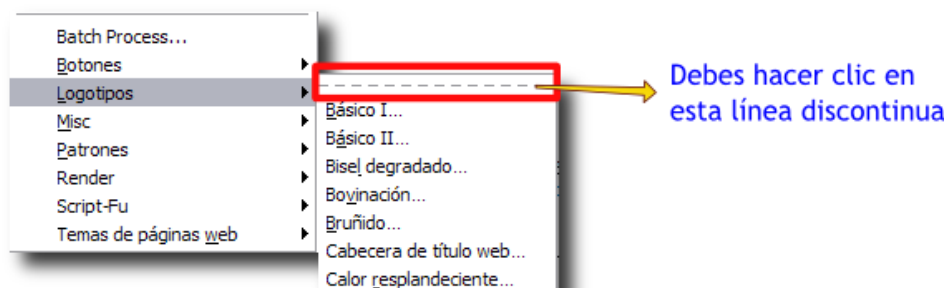 Batch Process...
Botones
Logotipos
Misc
Patrones
Render
Script-Fu
Temas de páginas web
Básico I...
Básico II...
Bisel degradado...
Bovinación...
Bruñido...
Cabecera de título web...
Calor resplandeciente...
Debes hacer clic en
esta línea discontinua